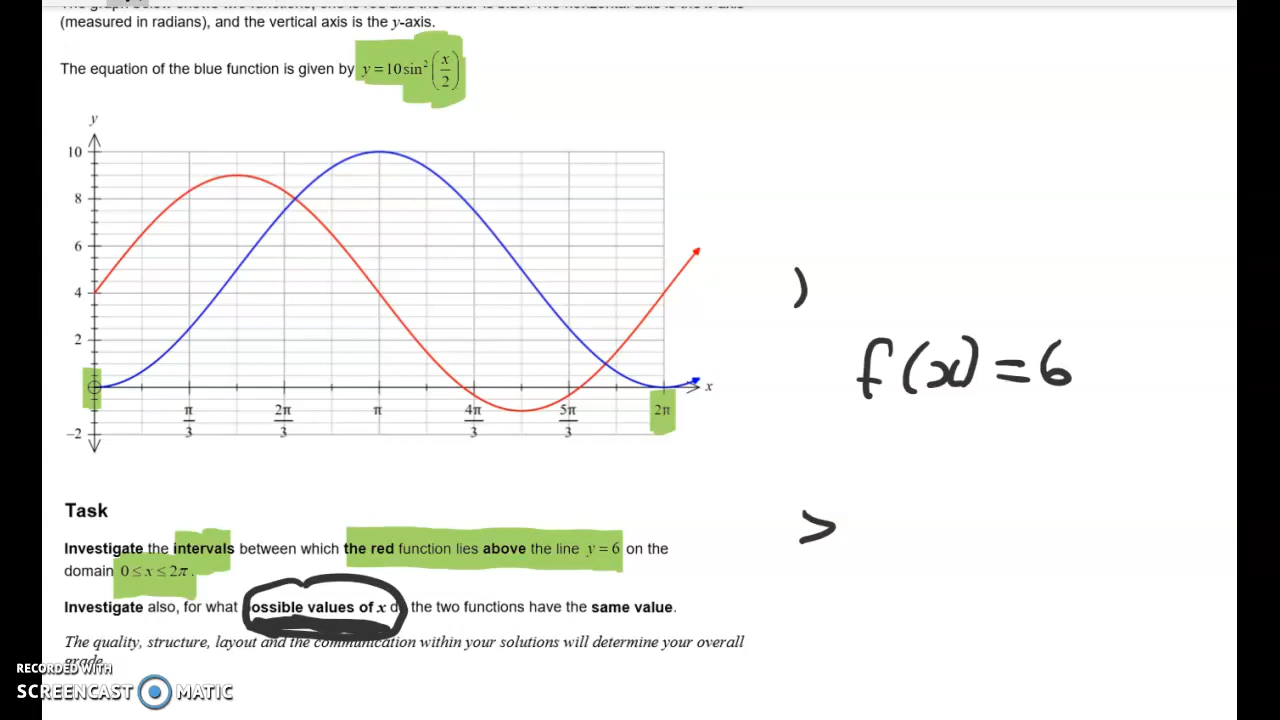 (measured in radians), and the vertical axis is the y-axis.
The equation of the blue function is given by y = 10 sin² (x/2)
y
10
8
6
4
2
-2
x
π/3 2π/3 π 4π/3 5π/3 2π
)
f(x) = 6
>
Task
Investigate the intervals between which the red function lies above the line y = 6 on the
domain 0 ≤ x ≤ 2π.
Investigate also, for what possible values of x the two functions have the same value.
The quality, structure, layout and the communication within your solutions will determine your overall
grade.
RECORDED WITH
SCREENCAST MATIC